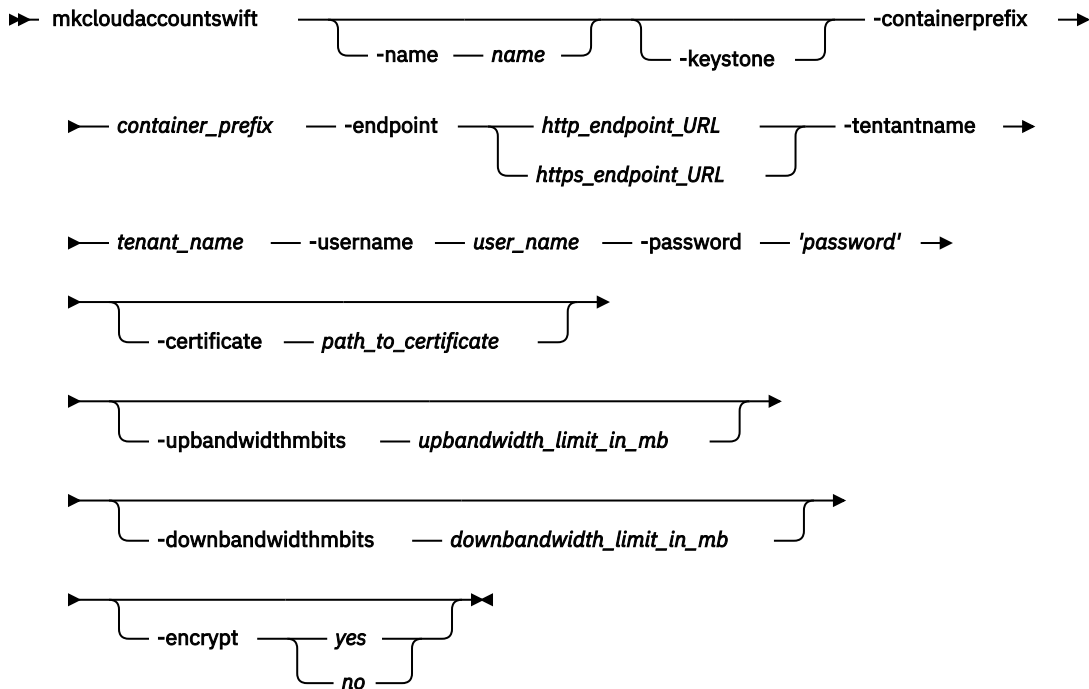 mkcloudaccountswift -containerprefix
-name name -keystone
container_prefix -endpoint http_endpoint_URL -tentantname
https_endpoint_URL
tenant_name -username user_name -password 'password'
-certificate path_to_certificate
-upbandwidthmbits upbandwidth_limit_in_mb
-downbandwidthmbits downbandwidth_limit_in_mb
-encrypt yes
no